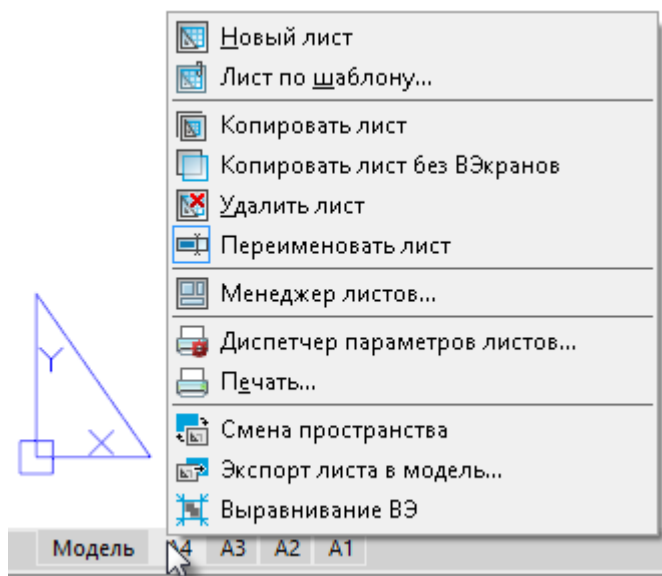 Новый лист
Лист по шаблону...
Копировать лист
Копировать лист без ВЭкранов
Удалить лист
Переименовать лист
Менеджер листов...
Диспетчер параметров листов...
Печать...
Смена пространства
Экспорт листа в модель...
Выравнивание ВЭ
Y
X
Модель A4 A3 A2 A1